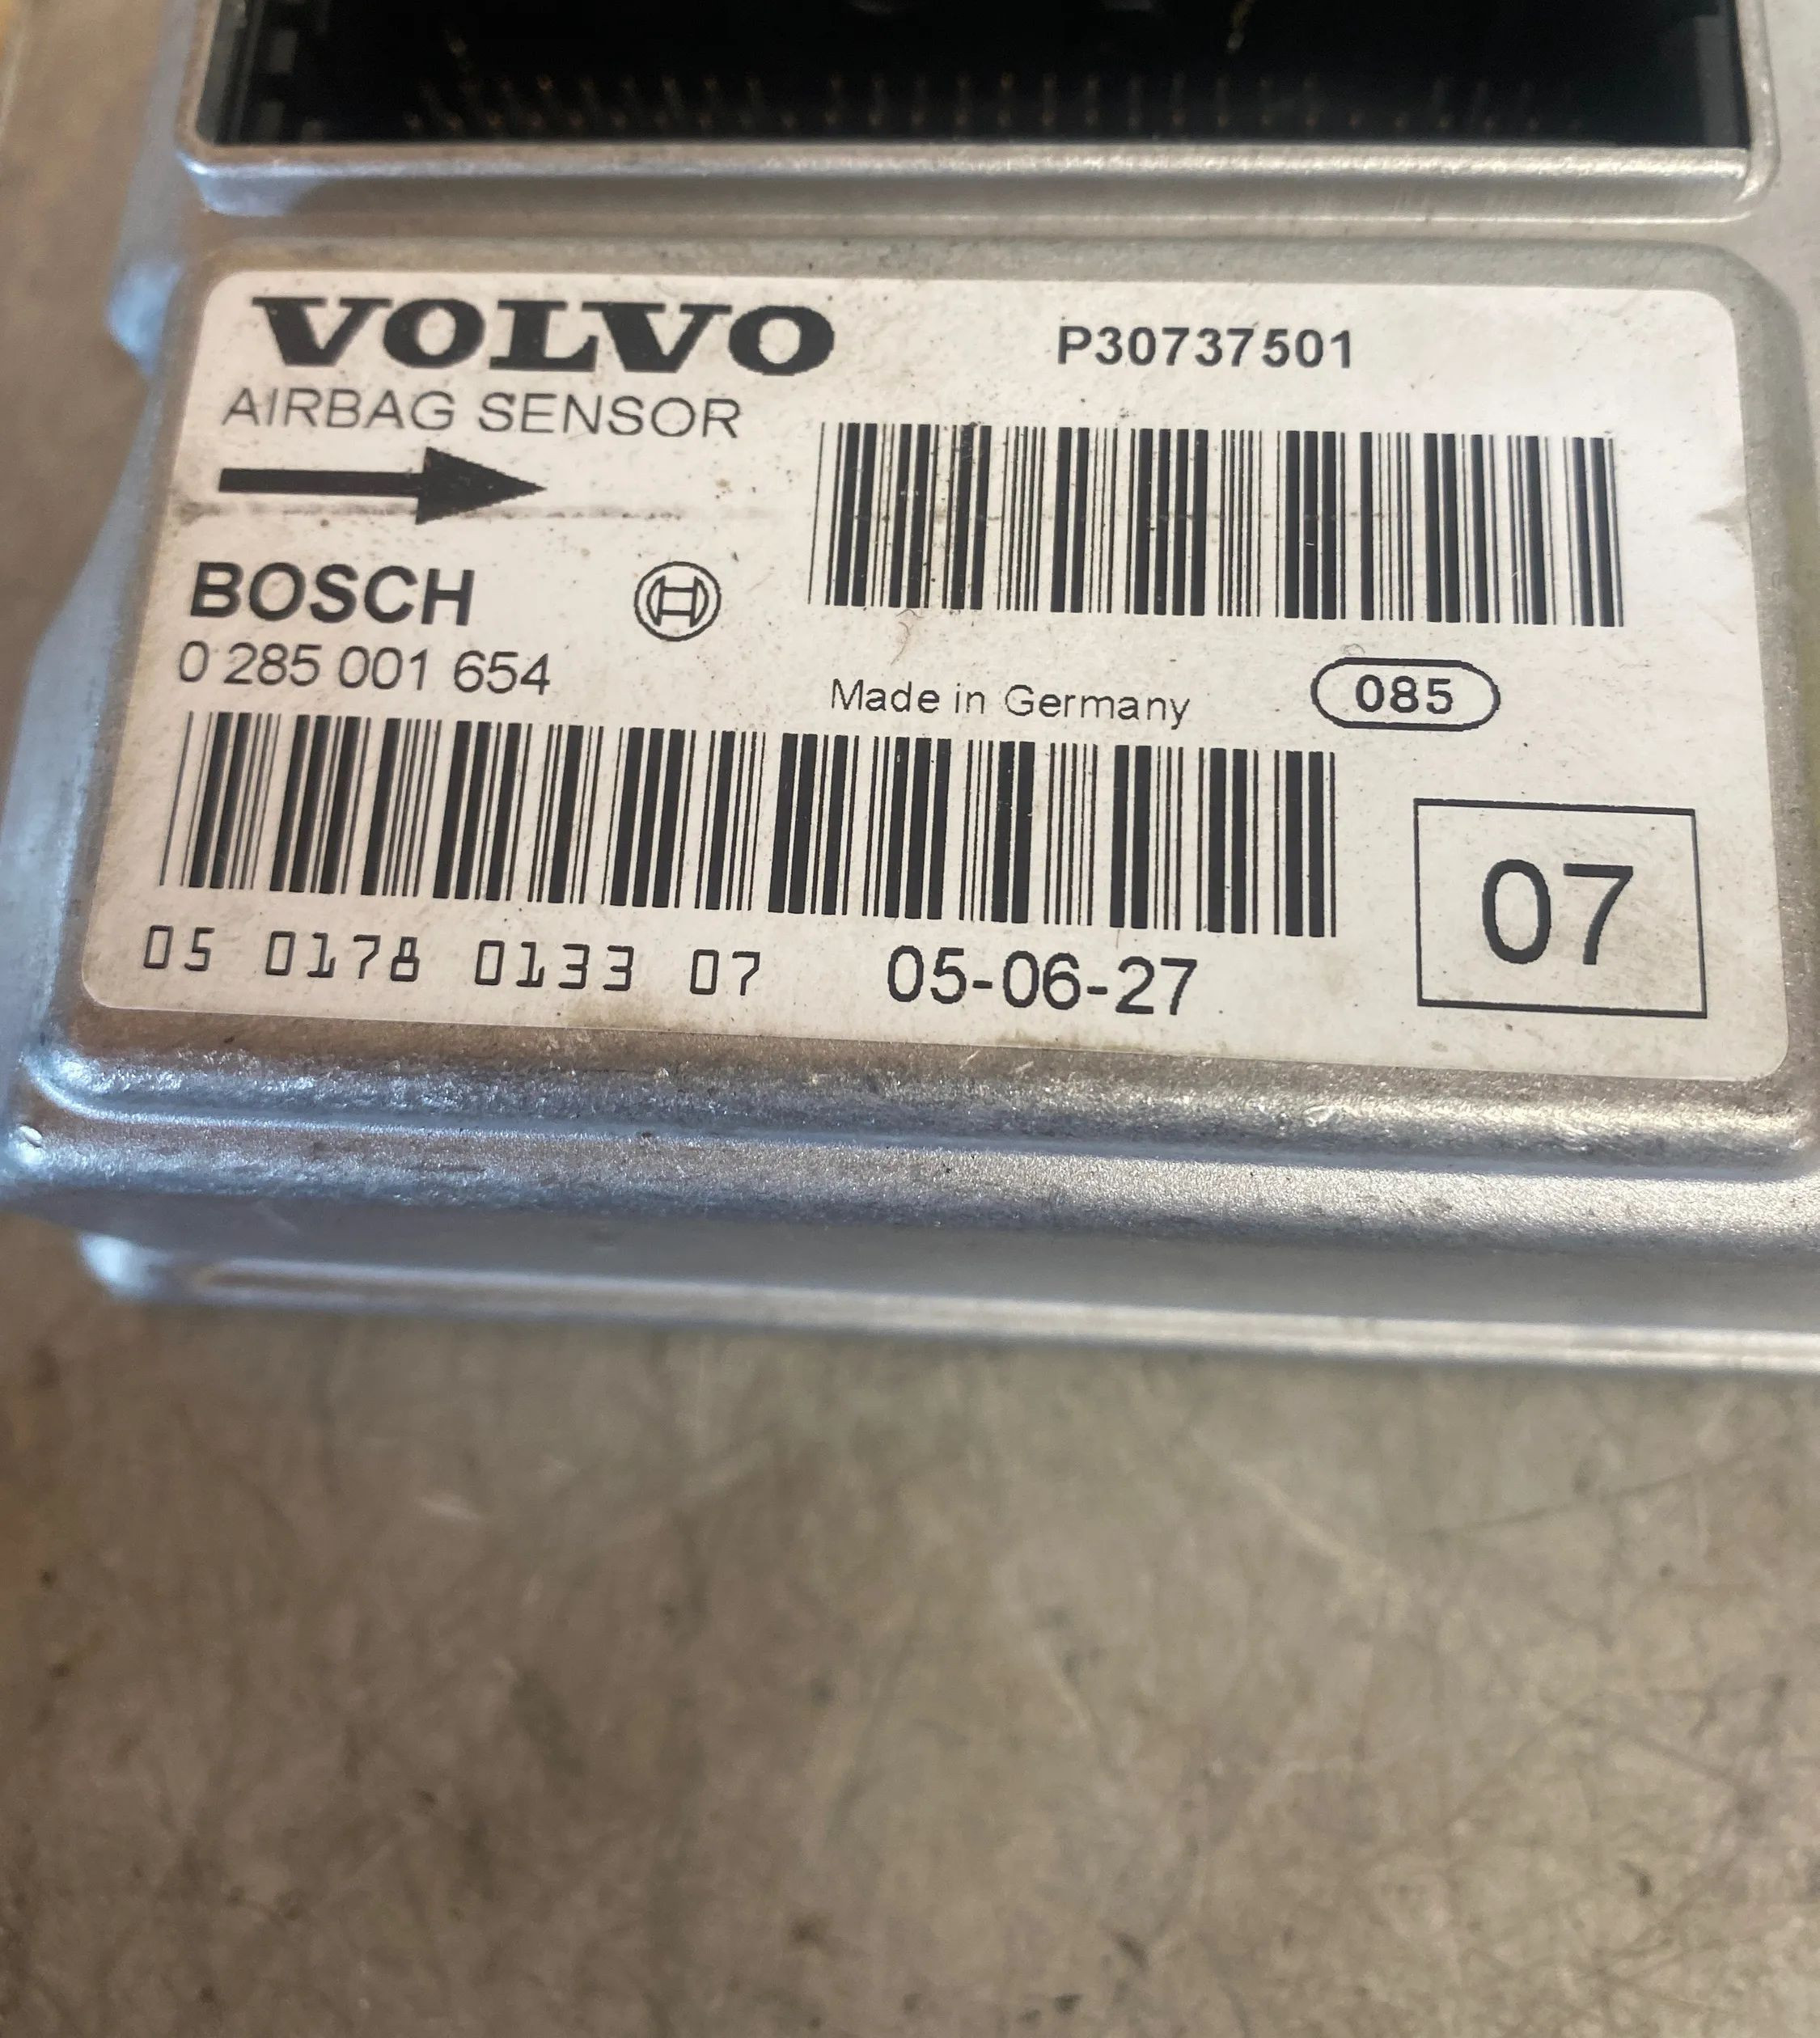 VOLVO
P30737501
AIRBAG SENSOR
BOSCH
0 285 001 654
Made in Germany
085
07
05 0178 0133 07
05-06-27